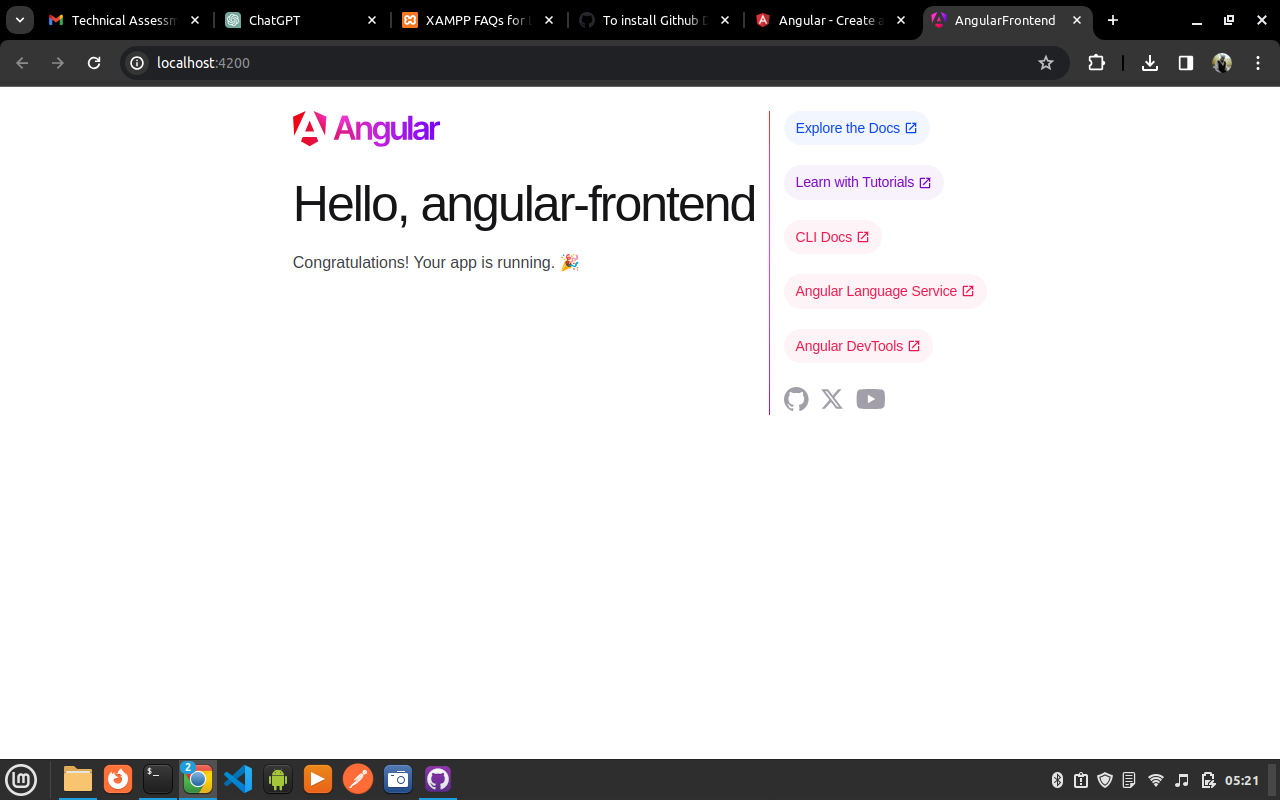 Technical Assessm
ChatGPT
XAMPP FAQs for L
To install Github D
Angular - Create a
AngularFrontend
localhost:4200
Angular
Hello, angular-frontend
Congratulations! Your app is running. 🎉
Explore the Docs
Learn with Tutorials
CLI Docs
Angular Language Service
Angular DevTools
$_
2
lm
05:21